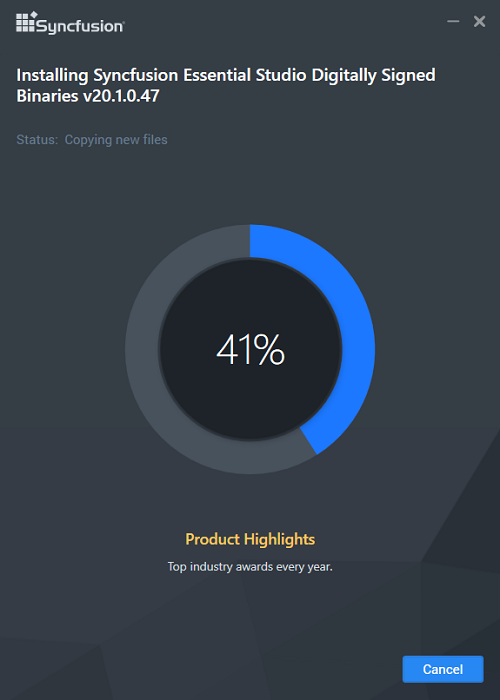 Syncfusion®
Installing Syncfusion Essential Studio Digitally Signed
Binaries v20.1.0.47
Status: Copying new files
41%
Product Highlights
Top industry awards every year.
Cancel